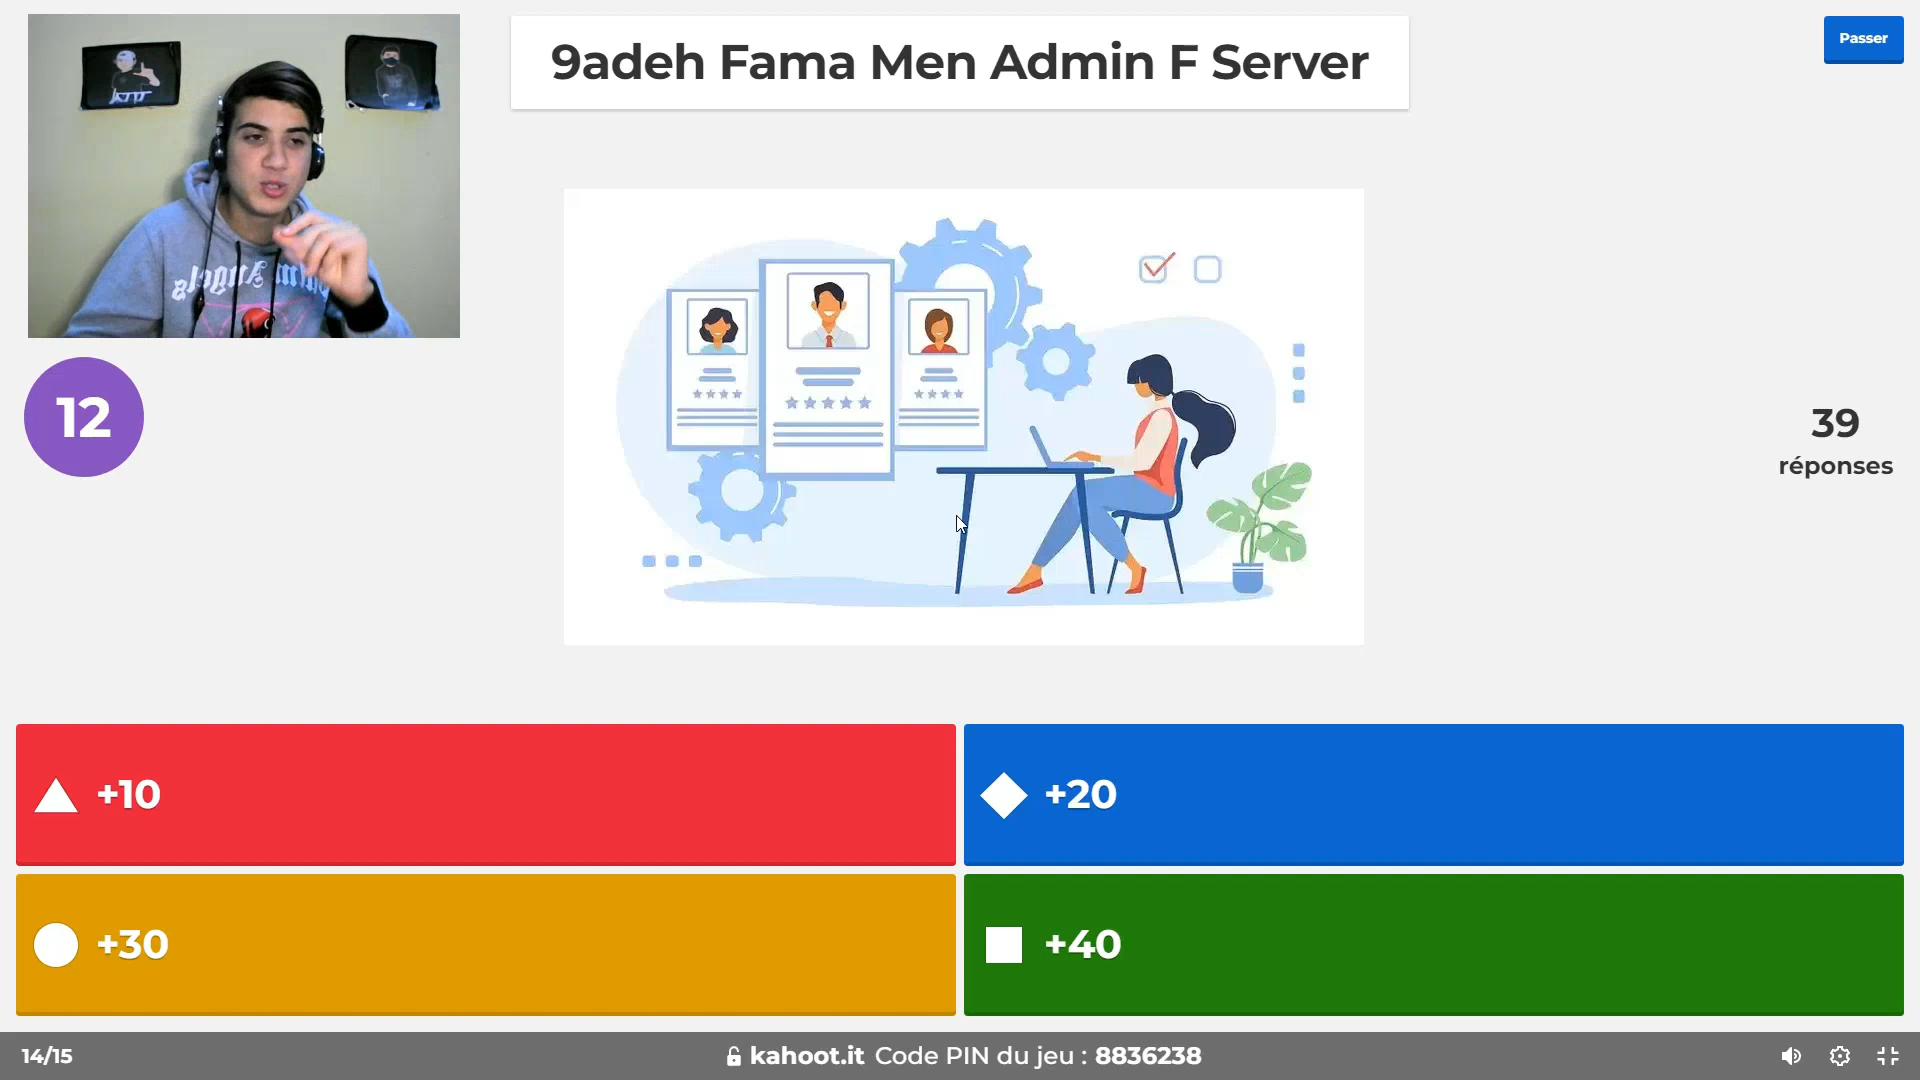 9adeh Fama Men Admin F Server
Passer
12
39
réponses
+10
+20
+30
+40
14/15
kahoot.it Code PIN du jeu : 8836238